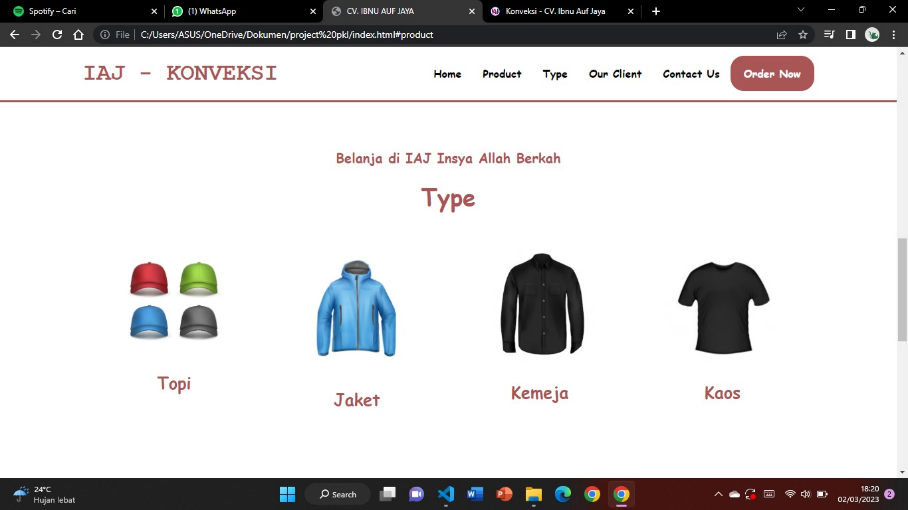 Spotify – Cari
(1) WhatsApp
CV. IBNU AUF JAYA
Konveksi - CV. Ibnu Auf Jaya
File
C:/Users/ASUS/OneDrive/Dokumen/project%20pkl/index.html#product
IAJ - KONVEKSI
Home
Product
Type
Our Client
Contact Us
Order Now
Belanja di IAJ Insya Allah Berkah
Type
Topi
Jaket
Kemeja
Kaos
24°C
Hujan lebat
Search
18:20
02/03/2023
2